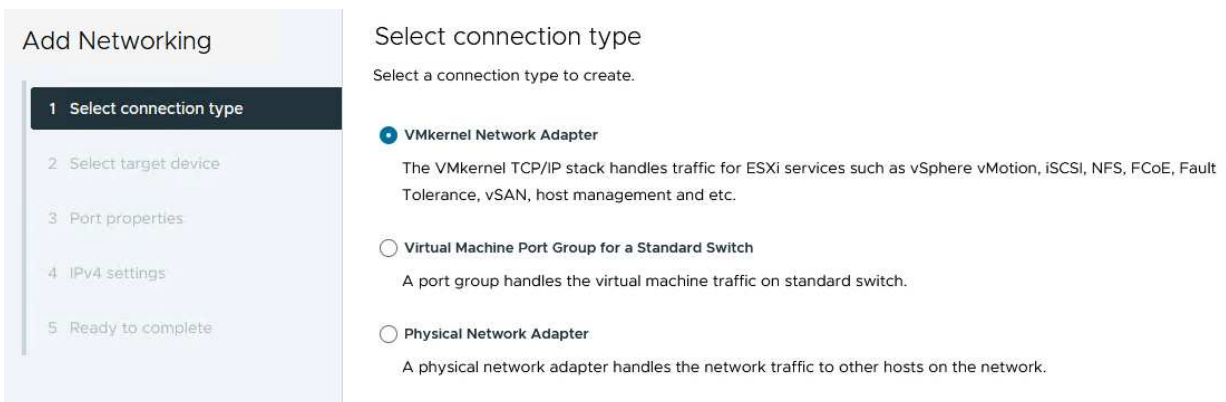 Add Networking
1 Select connection type
2 Select target device
3 Port properties
4 IPv4 settings
5 Ready to complete
Select connection type
Select a connection type to create.
VMkernel Network Adapter
The VMkernel TCP/IP stack handles traffic for ESXi services such as vSphere vMotion, iSCSI, NFS, FCoE, Fault
Tolerance, vSAN, host management and etc.
Virtual Machine Port Group for a Standard Switch
A port group handles the virtual machine traffic on standard switch.
Physical Network Adapter
A physical network adapter handles the network traffic to other hosts on the network.